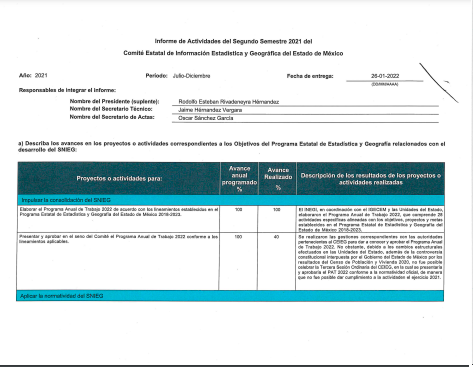 Informe de Actividades del Segundo Semestre 2021 del
Comité Estatal de Información Estadística y Geográfica del Estado de México
Año: 2021 Periodo: Julio-Diciembre Fecha de entrega: 26-01-2022
(DD/MM/AAAA)
Responsables de integrar el informe:
Nombre del Presidente (suplente): Rodolfo Esteban Rivadeneyra Hernández
Nombre del Secretario Técnico: Jaime Hernández Vergara
Nombre del Secretario de Actas: Oscar Sánchez García
a) Describa los avances en los proyectos o actividades correspondientes a los Objetivos del Programa Estatal de Estadística y Geografía relacionados con el
desarrollo del SNIEG:
Proyectos o actividades para:
Avance
anual
programado
%
Avance
Realizado
%
Descripción de los resultados de los proyectos o
actividades realizadas
Impulsar la consolidación del SNIEG
Elaborar el Programa Anual de Trabajo 2022 de acuerdo con los lineamientos establecidos en el
Programa Estatal de Estadística y Geografía del Estado de México 2018-2023.
100
100
El INEGI, en coordinación con el IGECEM y las Unidades del Estado,
elaboraron el Programa Anual de Trabajo 2022, que comprende 28
actividades específicas alineadas con los objetivos, proyectos y metas
establecidos en el Programa Estatal de Estadística y Geografía del
Estado de México 2018-2023.
Presentar y aprobar en el seno del Comité el Programa Anual de Trabajo 2022 conforme a los
lineamientos aplicables.
100
40
Se realizaron las gestiones correspondientes con las autoridades
pertenecientes al CEIEG para dar a conocer y aprobar el Programa Anual
de Trabajo 2022. No obstante, debido a los cambios estructurales
efectuados en las Unidades del Estado, además de la controversia
constitucional interpuesta por el Gobierno del Estado de México por los
resultados del Censo de Población y Vivienda 2020, no fue posible
celebrar la Tercera Sesión Ordinaria del CEIEG, en la cual se presentaría
y aprobaría el PAT 2022 conforme a la normatividad oficial, de manera
que no fue posible dar cumplimiento a la actividad el ejercicio 2021.
Aplicar la normatividad del SNIEG